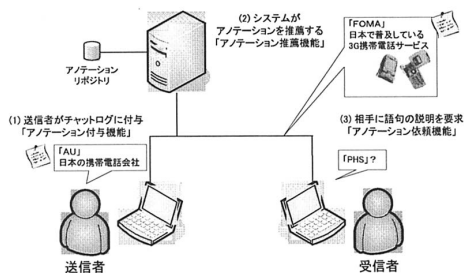 (2) システムが
アノテーションを推薦する
「アノテーション推薦機能」
「FOMA」
日本で普及している
3G携帯電話サービス
アノテーション
リポジトリ
(1) 送信者がチャットログに付与
「アノテーション付与機能」
(3) 相手に語句の説明を要求
「アノテーション依頼機能」
「AU」
日本の携帯電話会社
「PHS」?
送信者
受信者